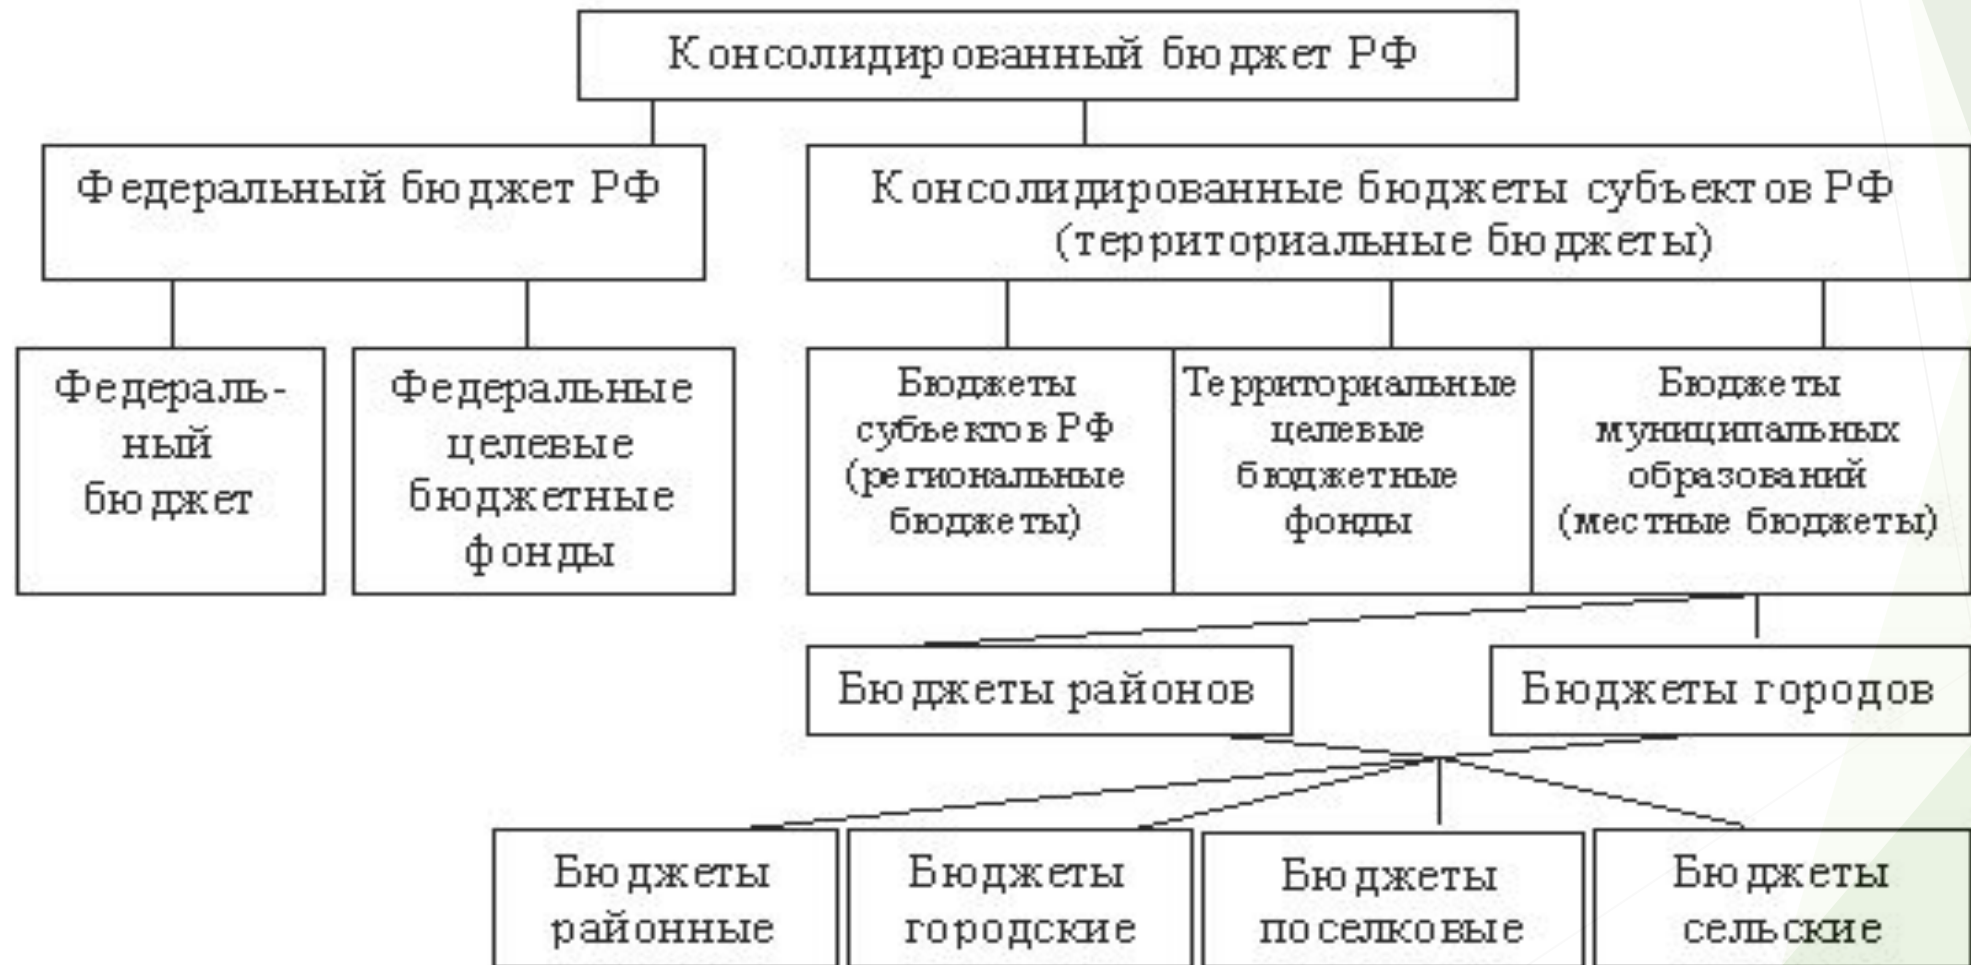 Консолидированный бюджет РФ
Федеральный бюджет РФ
Консолидированные бюджеты субъектов РФ
(территориальные бюджеты)
Федераль-
ный
бюджет
Федеральные
целевые
бюджетные
фонды
Бюджеты
субъектов РФ
(региональные
бюджеты)
Территориальные
целевые
бюджетные
фонды
Бюджеты
муниципальных
образований
(местные бюджеты)
Бюджеты районов
Бюджеты городов
Бюджеты
районные
Бюджеты
городские
Бюджеты
поселковые
Бюджеты
сельские